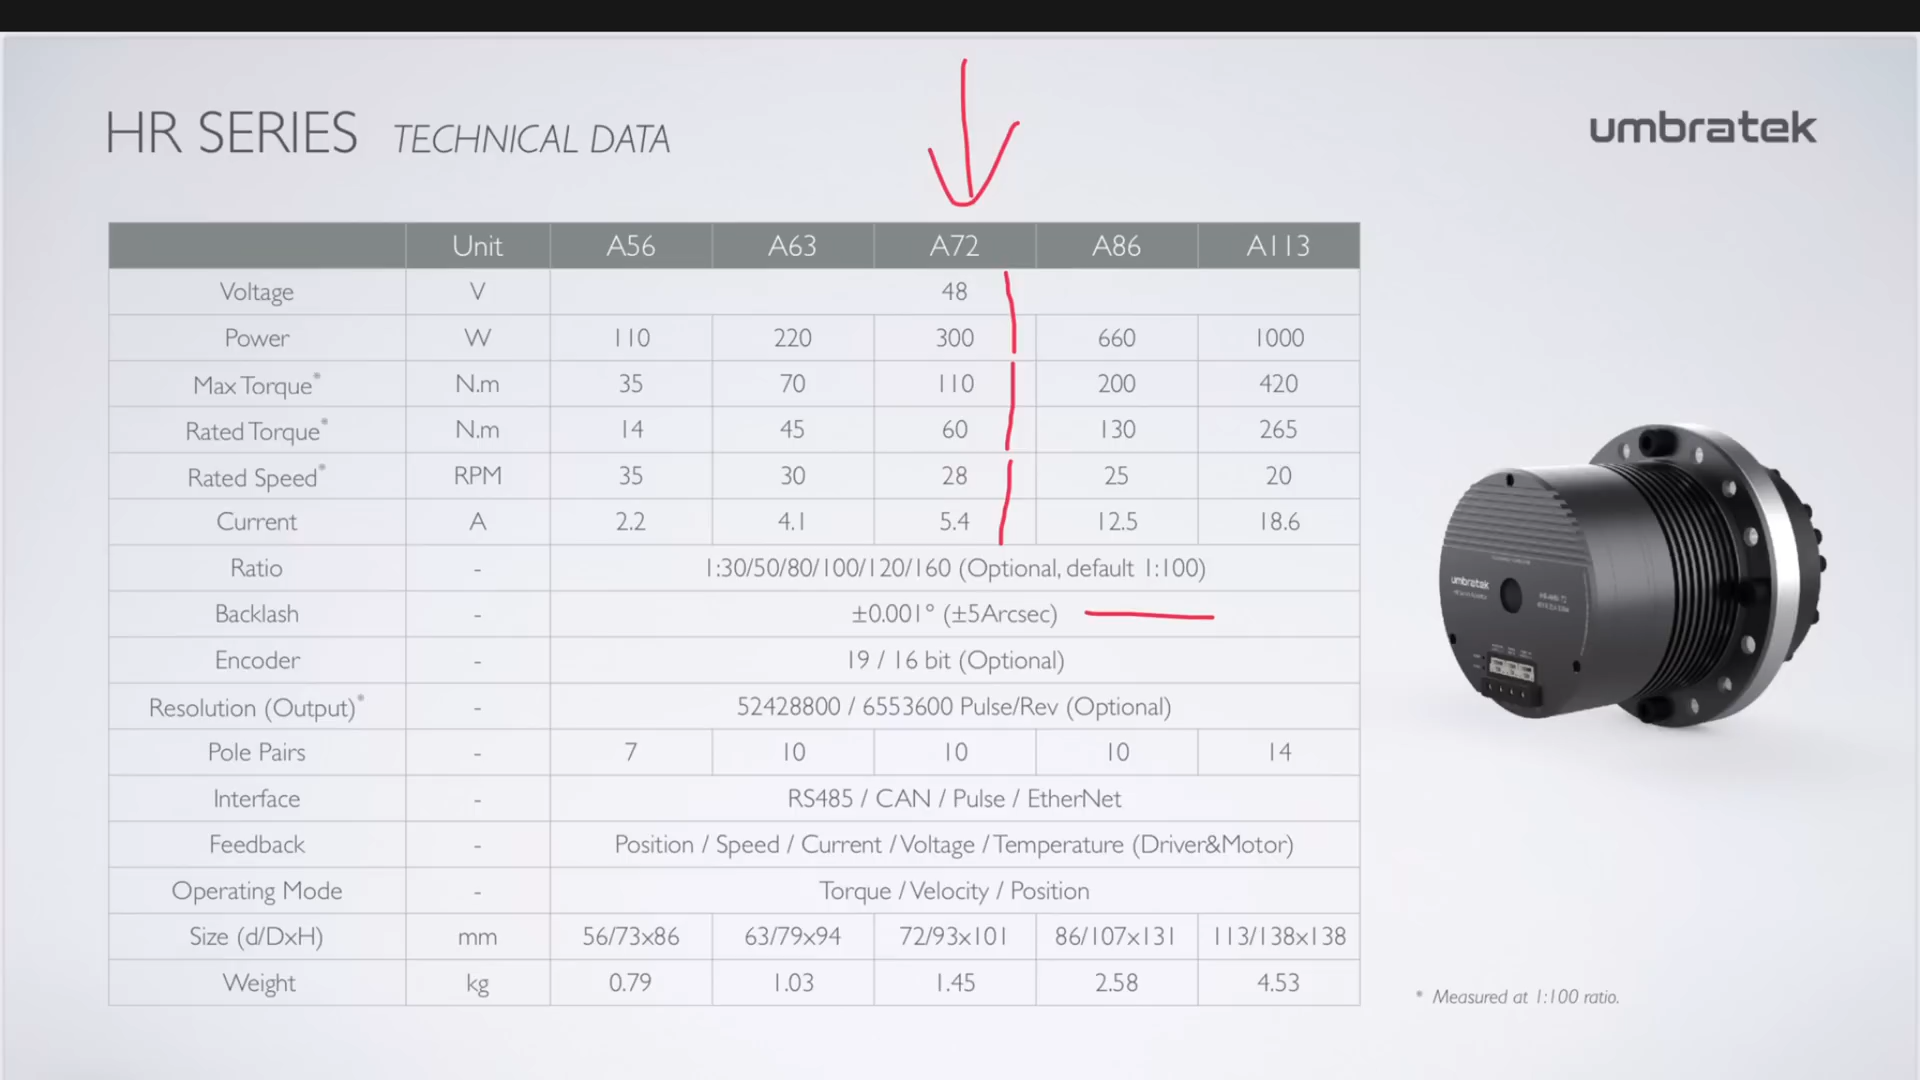 HR SERIES TECHNICAL DATA
umbratek
Unit A56 A63 A72 A86 A113
Voltage V 48
Power W 110 220 300 660 1000
Max Torque* N.m 35 70 110 200 420
Rated Torque* N.m 14 45 60 130 265
Rated Speed* RPM 35 30 28 25 20
Current A 2.2 4.1 5.4 12.5 18.6
Ratio - 1:30/50/80/100/120/160 (Optional, default 1:100)
Backlash - ±0.001° (±5Arcsec)
Encoder - 19 / 16 bit (Optional)
Resolution (Output)* - 52428800 / 6553600 Pulse/Rev (Optional)
Pole Pairs - 7 10 10 10 14
Interface - RS485 / CAN / Pulse / EtherNet
Feedback - Position / Speed / Current / Voltage / Temperature (Driver&Motor)
Operating Mode - Torque / Velocity / Position
Size (d/DxH) mm 56/73x86 63/79x94 72/93x101 86/107x131 113/138x138
Weight kg 0.79 1.03 1.45 2.58 4.53
umbratek
* Measured at 1:100 ratio.